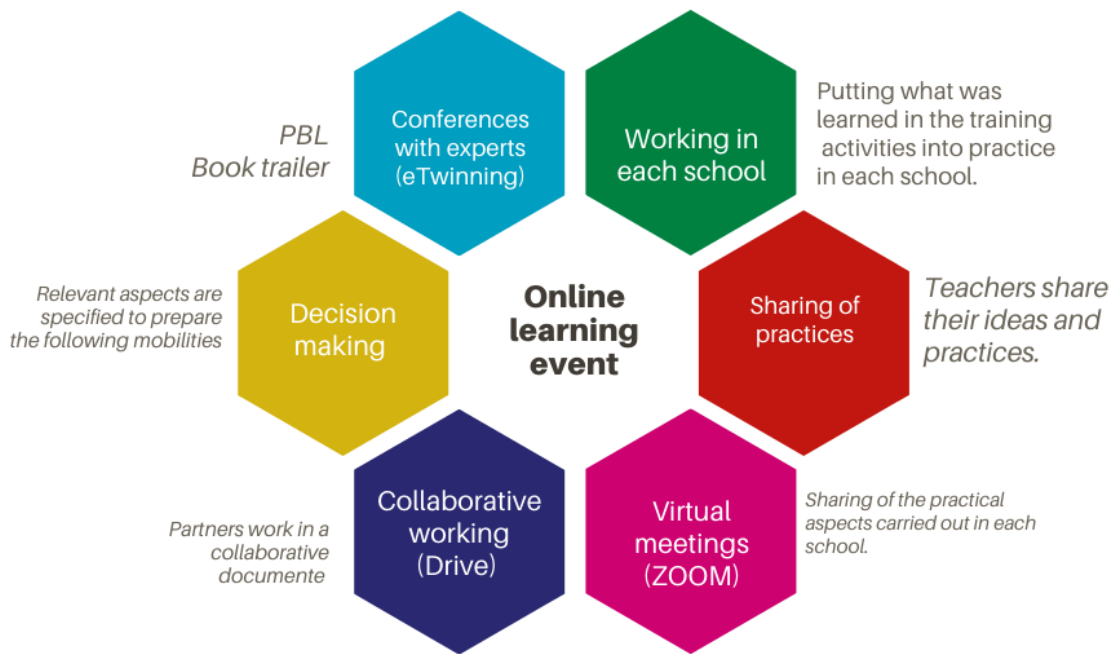 PBL
Book trailer
Conferences
with experts
(eTwinning)
Working in
each school
Putting what was
learned in the training
activities into practice
in each school.
Relevant aspects are
specified to prepare
the following mobilities
Decision
making
Online
learning
event
Sharing of
practices
Teachers share
their ideas and
practices.
Partners work in a
collaborative
documente
Collaborative
working
(Drive)
Virtual
meetings
(ZOOM)
Sharing of the practical
aspects carried out in each
school.